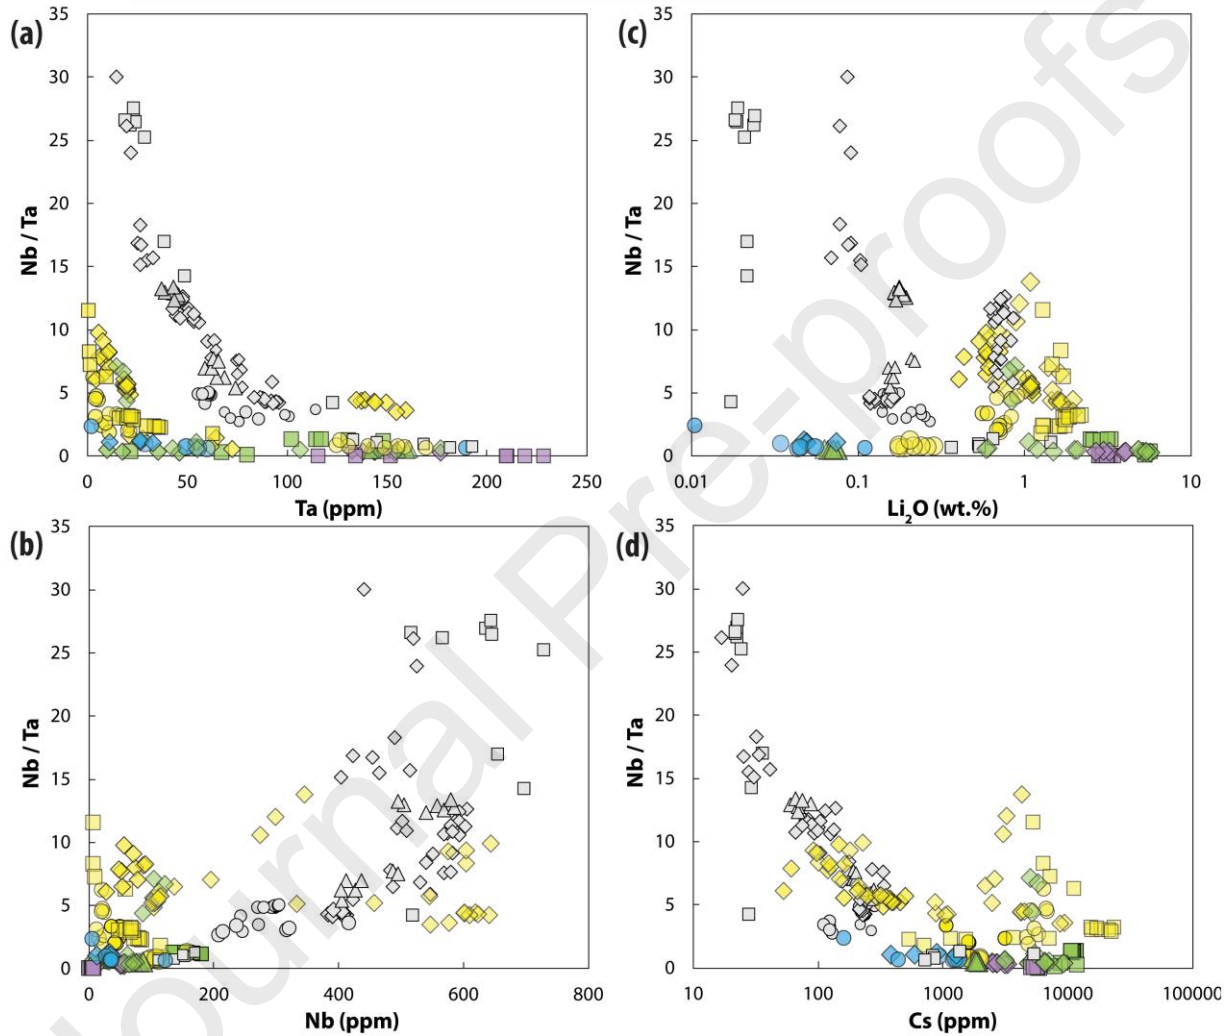 (a)
35
30
25
20
15
10
5
0
Nb / Ta
0 50 100 150 200 250
Ta (ppm)
(c)
35
30
25
20
15
10
5
0
Nb / Ta
0.01 0.1 1 10
Li₂O (wt.%)
(b)
35
30
25
20
15
10
5
0
Nb / Ta
0 200 400 600 800
Nb (ppm)
(d)
35
30
25
20
15
10
5
0
Nb / Ta
10 100 1000 10000 100000
Cs (ppm)
Journal Pre-proofs